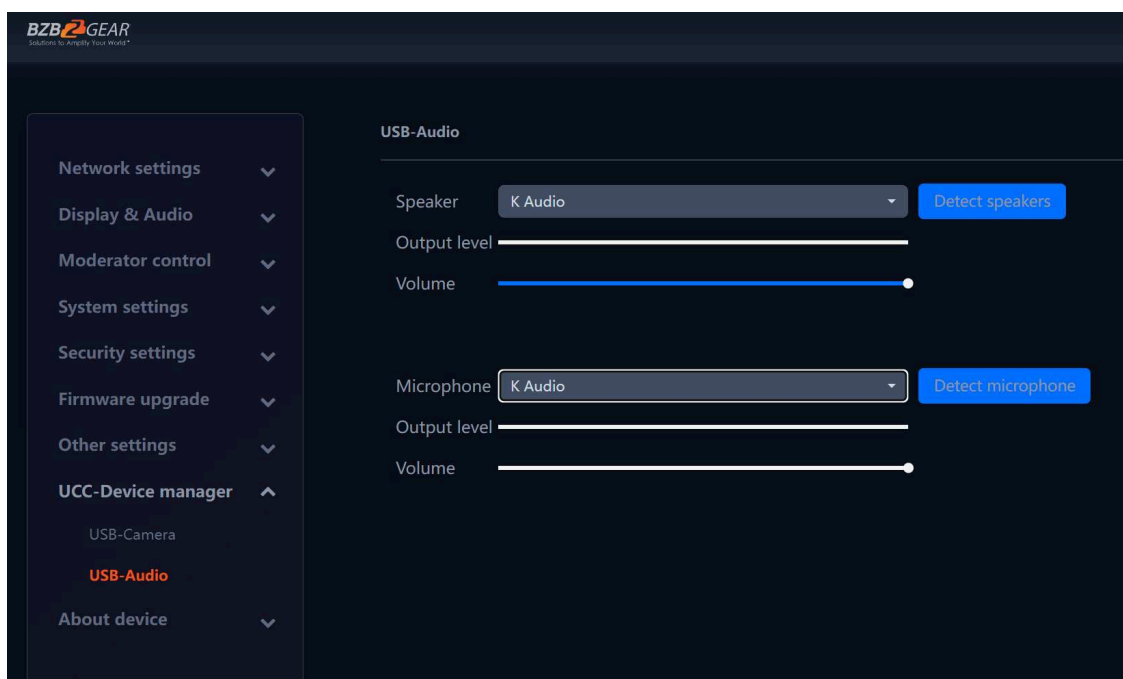 BZBGEAR
Solutions to Amplify Your World™
Network settings
Display & Audio
Moderator control
System settings
Security settings
Firmware upgrade
Other settings
UCC-Device manager
USB-Camera
USB-Audio
About device
USB-Audio
Speaker K Audio Detect speakers
Output level
Volume
Microphone K Audio Detect microphone
Output level
Volume